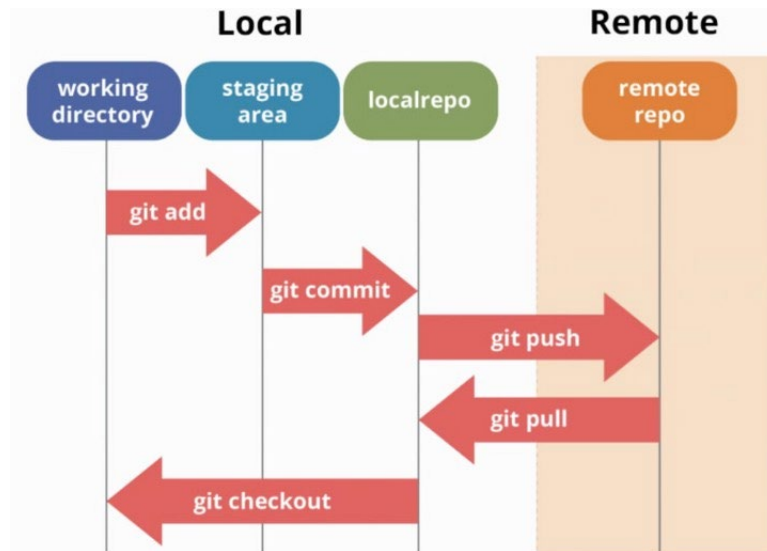 Local
Remote
working
directory
staging
area
localrepo
remote
repo
git add
git commit
git push
git pull
git checkout